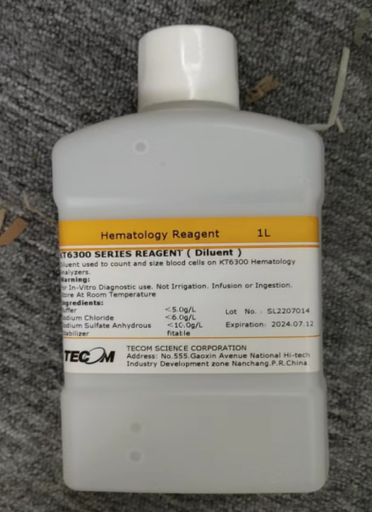 Hematology Reagent 1L
KT6300 SERIES REAGENT ( Diluent )
Diluent used to count and size blood cells on KT6300 Hematology
Analyzers.
Warning:
For In-Vitro Diagnostic use. Not Irrigation. Infusion or Ingestion.
Store At Room Temperature
Ingredients:
Buffer <5.0g/L Lot No. : SL2207014
Sodium Chloride <6.0g/L
Sodium Sulfate Anhydrous <10.0g/L Expiration: 2024.07.12
Stabilizer fitable
TECOM
TECOM SCIENCE CORPORATION
Address: No.555 Gaoxin Avenue National Hi-tech
Industry Development zone Nanchang.P.R.China